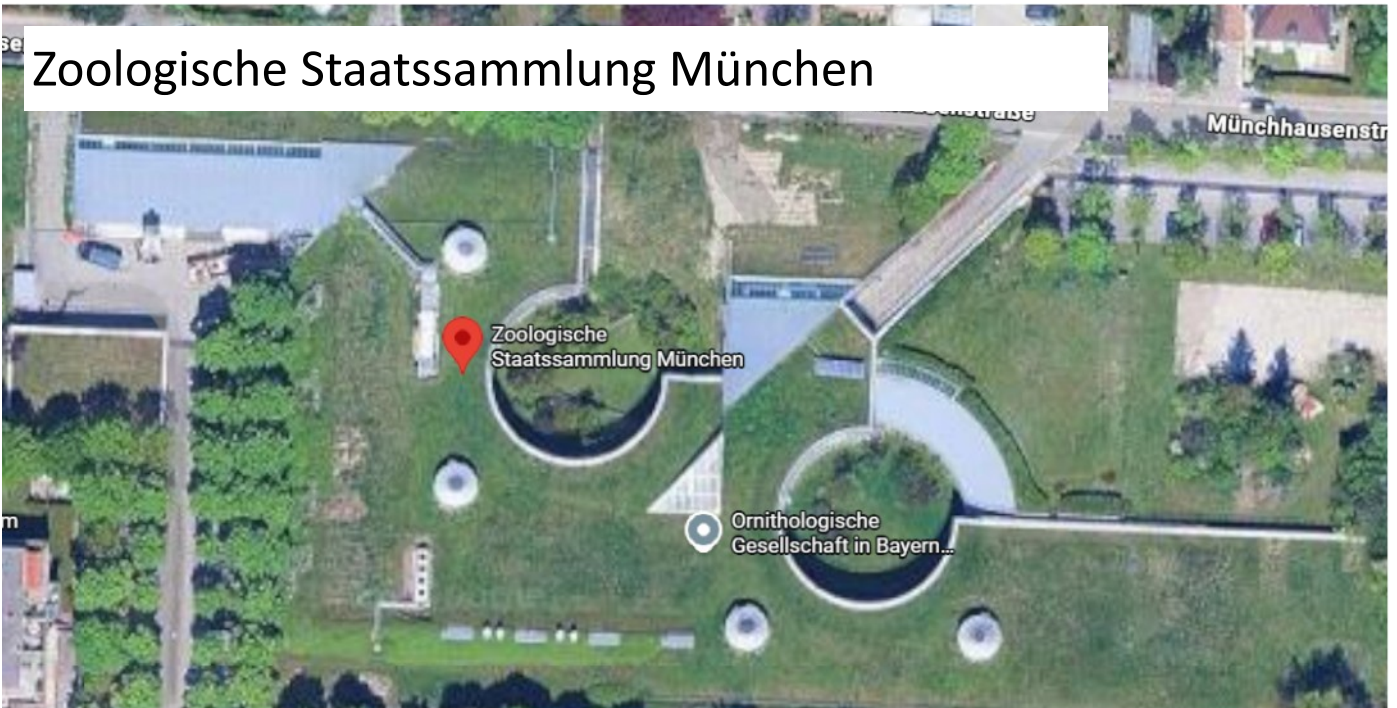 Zoologische Staatssammlung München
Münchhausenstr
Zoologische
Staatssammlung München
Ornithologische
Gesellschaft in Bayern...
m